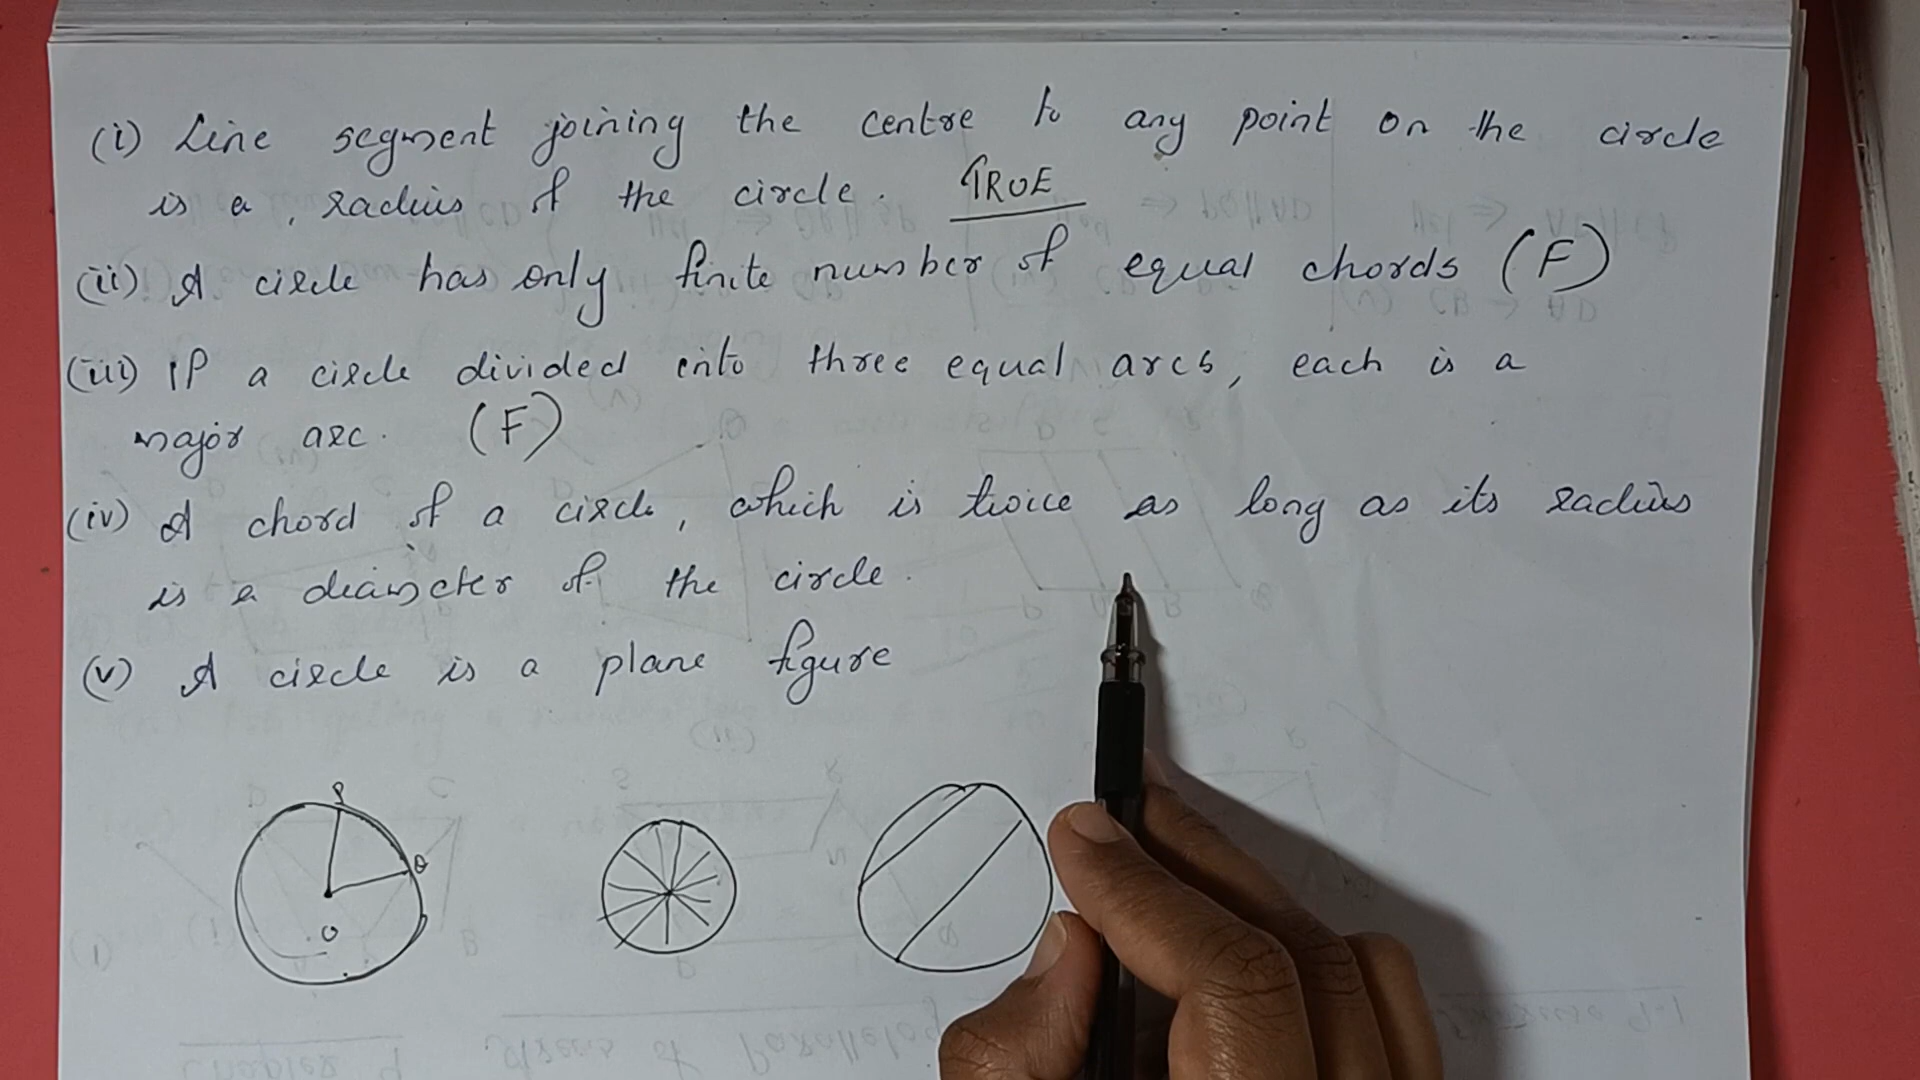 (i) Line segment joining the centre to any point on the circle
is a radius of the circle. TRUE
(ii) A circle has only finite number of equal chords (F)
(iii) If a circle divided into three equal arcs, each is a
major arc. (F)
(iv) A chord of a circle, which is twice as long as its radius
is a diameter of the circle.
(v) A circle is a plane figure
P
Q
O